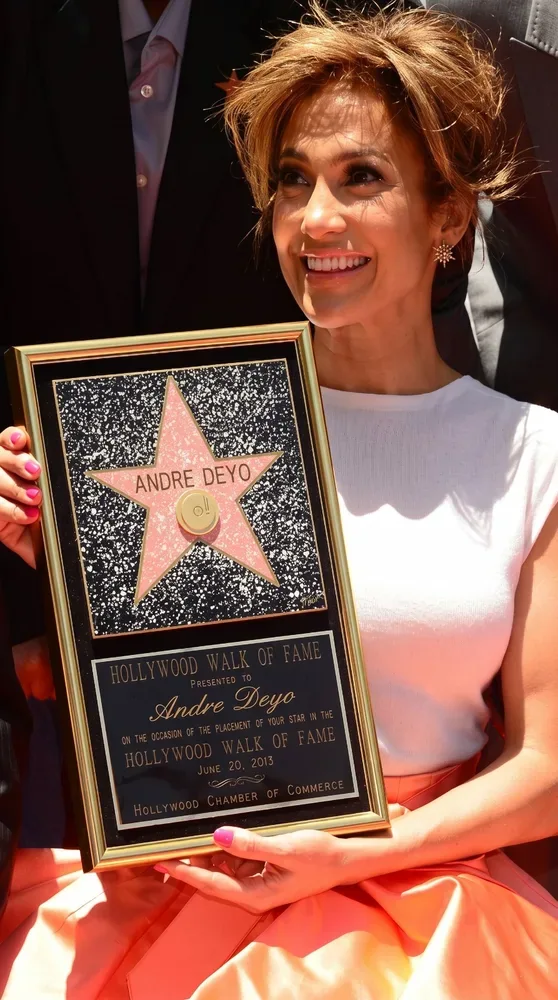 ANDRE DEYO
HOLLYWOOD WALK OF FAME
PRESENTED TO
Andre Deyo
ON THE OCCASION OF THE PLACEMENT OF YOUR STAR IN THE
HOLLYWOOD WALK OF FAME
JUNE 20, 2013
HOLLYWOOD CHAMBER OF COMMERCE